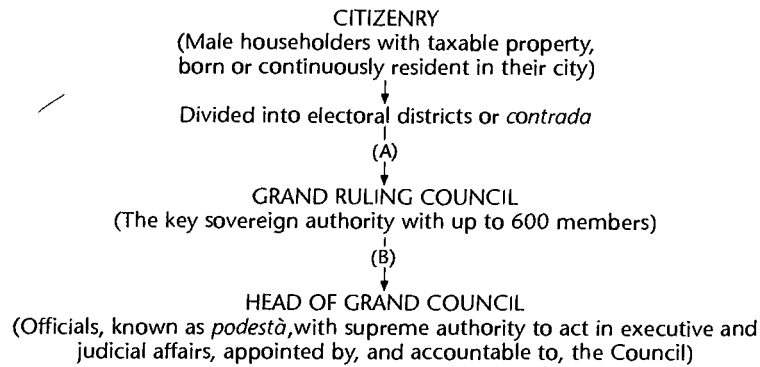 CITIZENRY
(Male householders with taxable property,
born or continuously resident in their city)
Divided into electoral districts or contrada
(A)
GRAND RULING COUNCIL
(The key sovereign authority with up to 600 members)
(B)
HEAD OF GRAND COUNCIL
(Officials, known as podestà,with supreme authority to act in executive and
judicial affairs, appointed by, and accountable to, the Council)